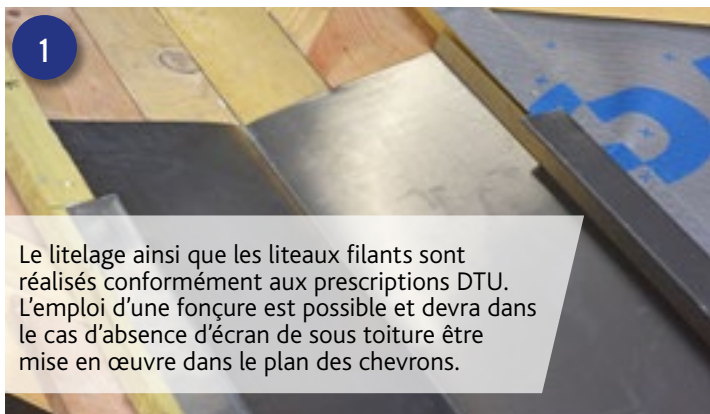 1
Le litelage ainsi que les liteaux filants sont
réalisés conformément aux prescriptions DTU.
L'emploi d'une fonçure est possible et devra dans
le cas d'absence d'écran de sous toiture être
mise en œuvre dans le plan des chevrons.